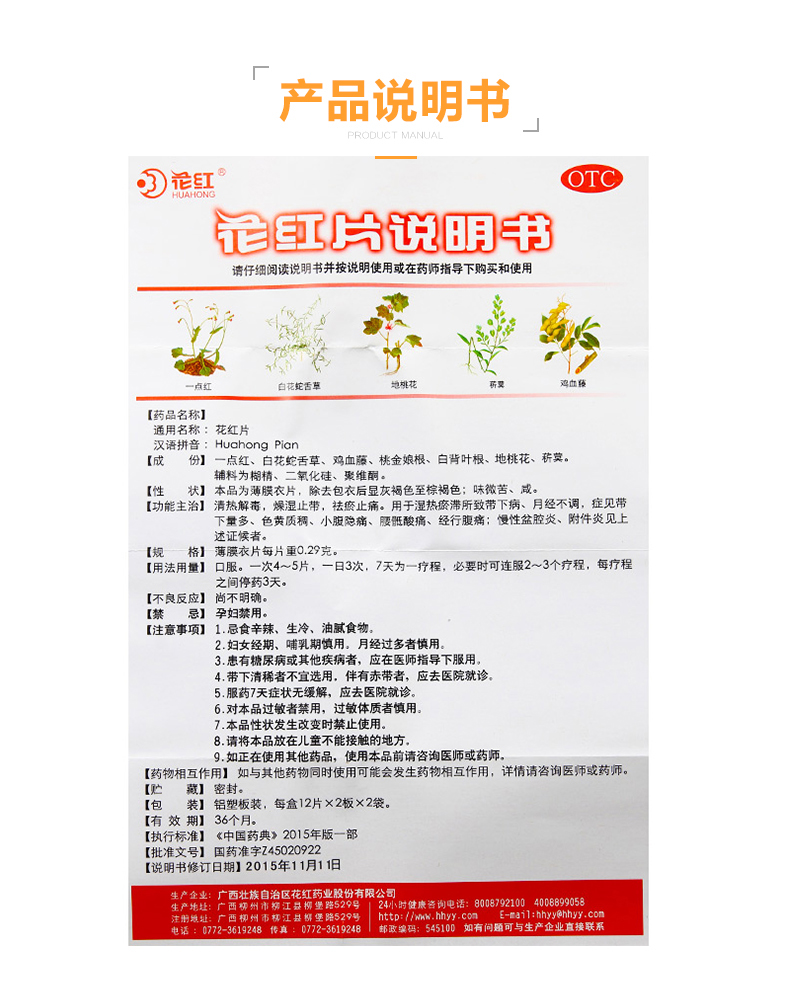 产品说明书
PRODUCT MANUAL
花红®
HUAHONG
OTC
花红片说明书
请仔细阅读说明书并按说明使用或在药师指导下购买和使用
一点红 白花蛇舌草 地桃花 菥蓂 鸡血藤
【药品名称】
通用名称：花红片
汉语拼音：Huahong Pian
【成 份】一点红、白花蛇舌草、鸡血藤、桃金娘根、白背叶根、地桃花、菥蓂。
辅料为糊精、二氧化硅、聚维酮。
【性 状】本品为薄膜衣片，除去包衣后显灰褐色至棕褐色；味微苦、咸。
【功能主治】清热解毒，燥湿止带，祛瘀止痛。用于湿热瘀滞所致带下病、月经不调，症见带
下量多、色黄质稠、小腹隐痛、腰骶酸痛、经行腹痛；慢性盆腔炎、附件炎见上
述证候者。
【规 格】薄膜衣片每片重0.29克。
【用法用量】口服。一次4～5片，一日3次，7天为一疗程，必要时可连服2～3个疗程，每疗程
之间停药3天。
【不良反应】尚不明确。
【禁 忌】孕妇禁用。
【注意事项】1.忌食辛辣、生冷、油腻食物。
2.妇女经期、哺乳期慎用。月经过多者慎用。
3.患有糖尿病或其他疾病者，应在医师指导下服用。
4.带下清稀者不宜选用，伴有赤带者，应去医院就诊。
5.服药7天症状无缓解，应去医院就诊。
6.对本品过敏者禁用，过敏体质者慎用。
7.本品性状发生改变时禁止使用。
8.请将本品放在儿童不能接触的地方。
9.如正在使用其他药品，使用本品前请咨询医师或药师。
【药物相互作用】如与其他药物同时使用可能会发生药物相互作用，详情请咨询医师或药师。
【贮 藏】密封。
【包 装】铝塑板装，每盒12片×2板×2袋。
【有 效 期】36个月。
【执行标准】《中国药典》2015年版一部
【批准文号】国药准字Z45020922
【说明书修订日期】2015年11月11日
生产企业：广西壮族自治区花红药业股份有限公司
生产地址：广西柳州市柳江县柳堡路529号 24小时健康咨询电话：8008792100 4008899058
注册地址：广西柳州市柳江县柳堡路529号 http://www.hhyy.com E-mail:hhyy@hhyy.com
电话：0772-3619248 传真：0772-3619248 邮政编码：545100 如有问题可与生产企业直接联系